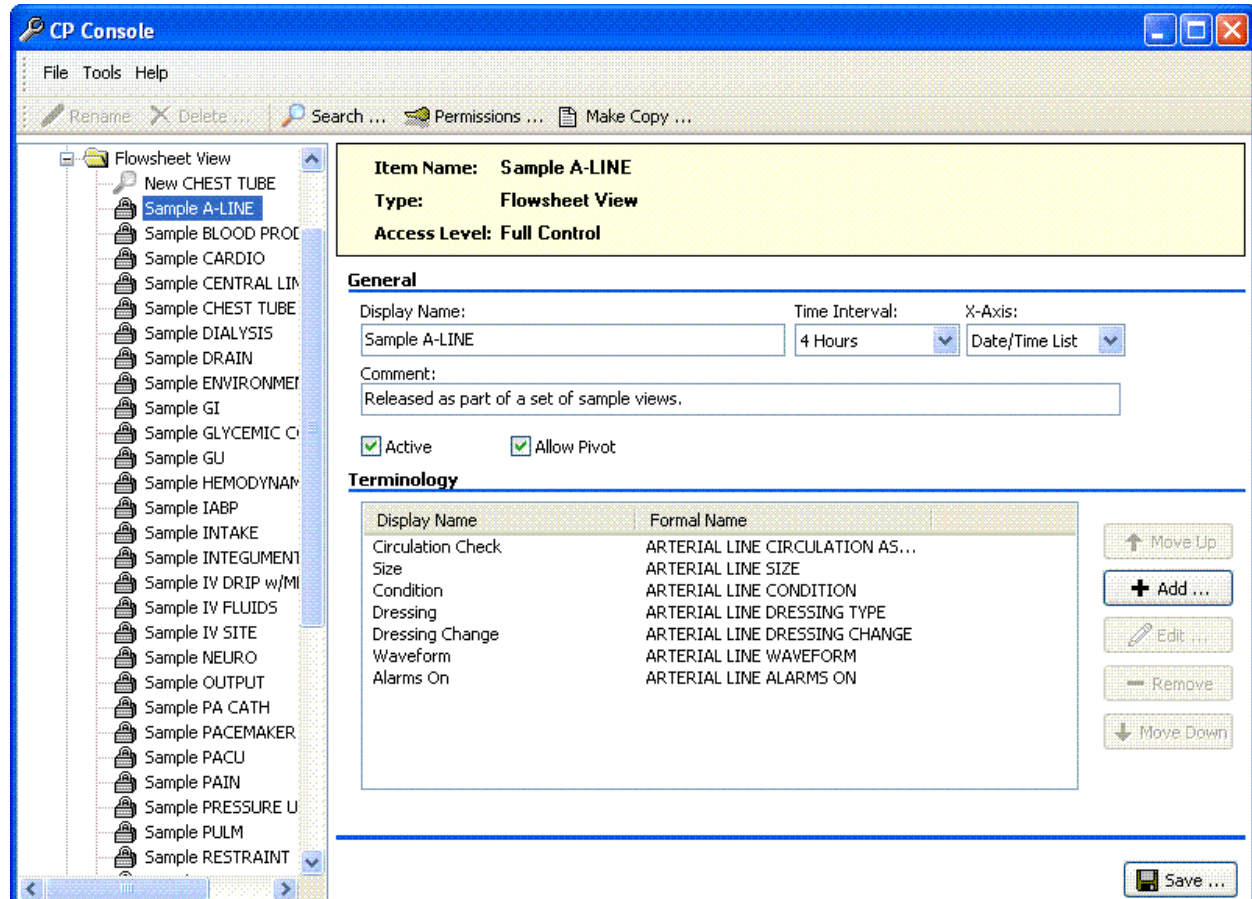 CP Console
File Tools Help
Rename Delete ... Search ... Permissions ... Make Copy ...
Flowsheet View
New CHEST TUBE
Sample A-LINE
Sample BLOOD PROD
Sample CARDIO
Sample CENTRAL LIN
Sample CHEST TUBE
Sample DIALYSIS
Sample DRAIN
Sample ENVIRONMEN
Sample GI
Sample GLYCEMIC C
Sample GU
Sample HEMODYNAM
Sample IABP
Sample INTAKE
Sample INTEGUMENT
Sample IV DRIP w/M
Sample IV FLUIDS
Sample IV SITE
Sample NEURO
Sample OUTPUT
Sample PA CATH
Sample PACEMAKER
Sample PACU
Sample PAIN
Sample PRESSURE U
Sample PULM
Sample RESTRAINT
Item Name: Sample A-LINE
Type: Flowsheet View
Access Level: Full Control
General
Display Name: Time Interval: X-Axis:
Sample A-LINE 4 Hours Date/Time List
Comment:
Released as part of a set of sample views.
Active Allow Pivot
Terminology
Display Name Formal Name
Circulation Check ARTERIAL LINE CIRCULATION AS...
Size ARTERIAL LINE SIZE
Condition ARTERIAL LINE CONDITION
Dressing ARTERIAL LINE DRESSING TYPE
Dressing Change ARTERIAL LINE DRESSING CHANGE
Waveform ARTERIAL LINE WAVEFORM
Alarms On ARTERIAL LINE ALARMS ON
Move Up
Add ...
Edit ...
Remove
Move Down
Save ...